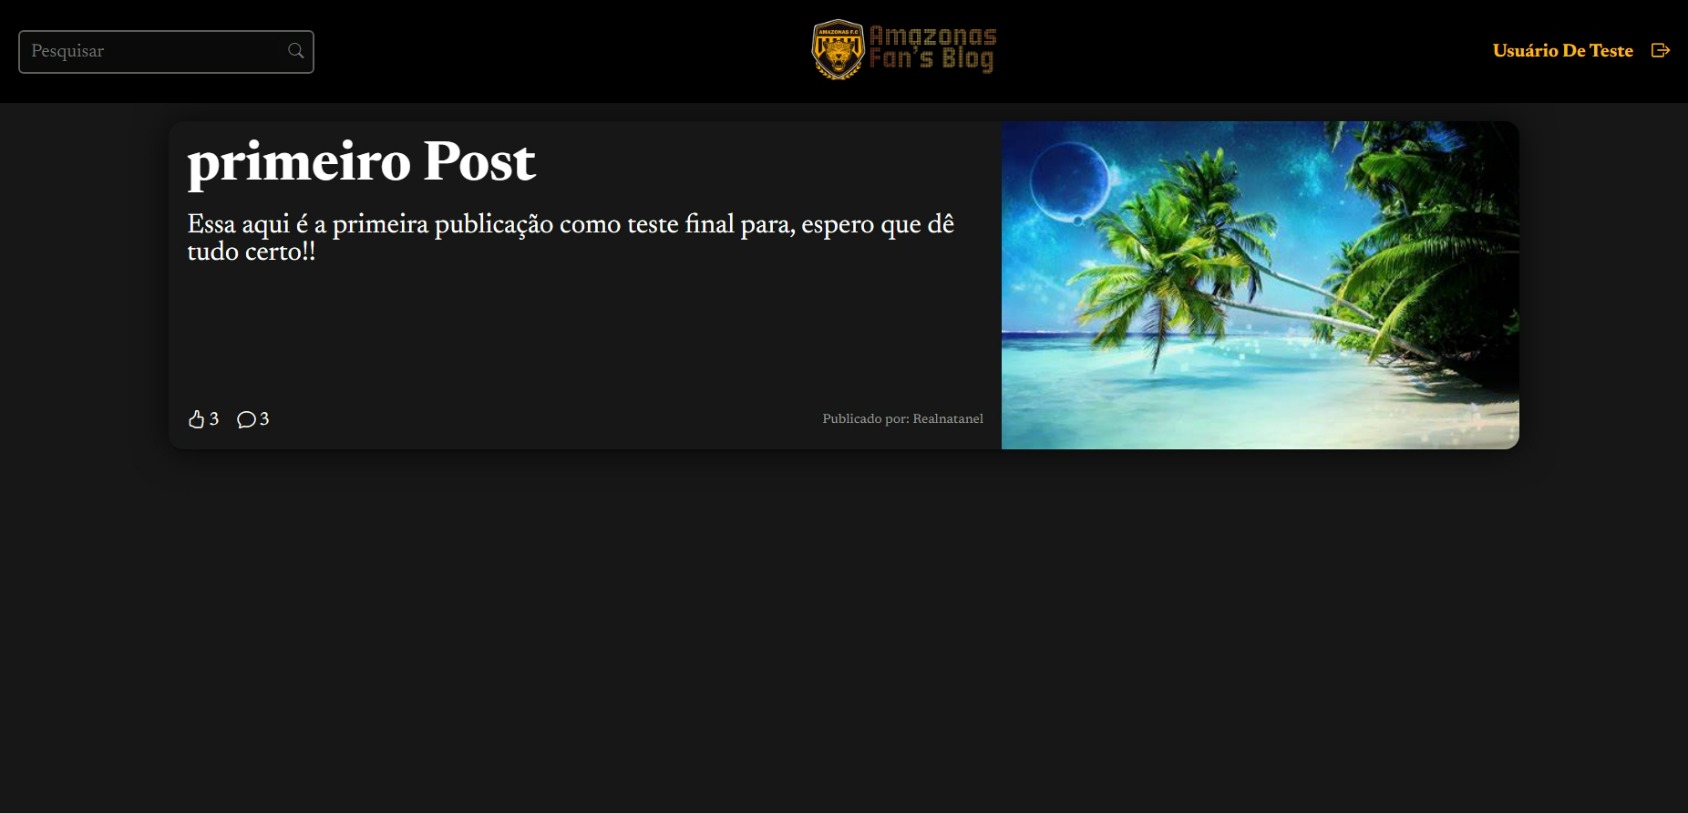 Pesquisar
AMAZONAS F.C
Amazonas
Fan's Blog
Usuário De Teste
primeiro Post
Essa aqui é a primeira publicação como teste final para, espero que dê
tudo certo!!
3
3
Publicado por: Realnatanel